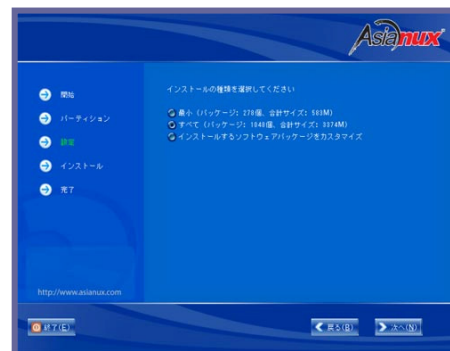 Asianux
開始
パーティション
設定
インストール
完了
インストールの種類を選択してください
最小 (パッケージ: 278個、合計サイズ: 583M)
すべて (パッケージ: 1048個、合計サイズ: 3374M)
インストールするソフトウェアパッケージをカスタマイズ
http://www.asianux.com
終了(E)
戻る(B)
次へ(N)